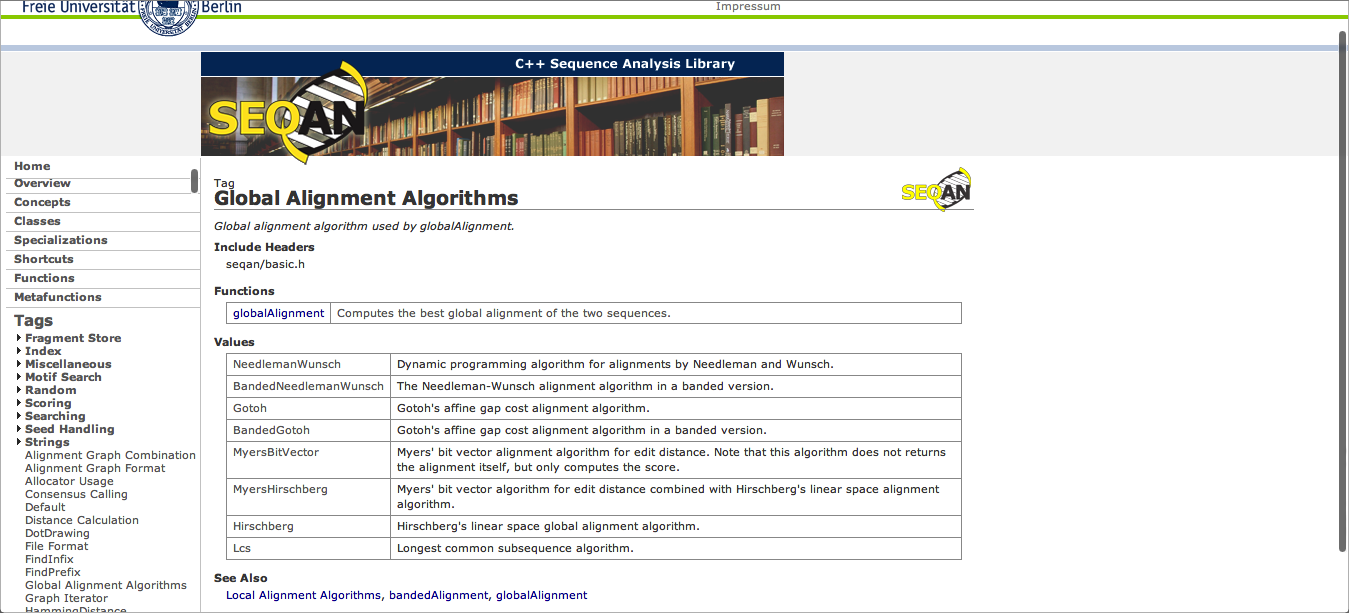 Freie Universität Berlin
Impressum
C++ Sequence Analysis Library
SEQAN
Home
Overview
Concepts
Classes
Specializations
Shortcuts
Functions
Metafunctions
Tags
Fragment Store
Index
Miscellaneous
Motif Search
Random
Scoring
Searching
Seed Handling
Strings
Alignment Graph Combination
Alignment Graph Format
Allocator Usage
Consensus Calling
Default
Distance Calculation
DotDrawing
File Format
FindInfix
FindPrefix
Global Alignment Algorithms
Graph Iterator
HammingDistance
Tag
Global Alignment Algorithms
SEQAN
Global alignment algorithm used by globalAlignment.
Include Headers
seqan/basic.h
Functions
globalAlignment Computes the best global alignment of the two sequences.
Values
NeedlemanWunsch Dynamic programming algorithm for alignments by Needleman and Wunsch.
BandedNeedlemanWunsch The Needleman-Wunsch alignment algorithm in a banded version.
Gotoh Gotoh's affine gap cost alignment algorithm.
BandedGotoh Gotoh's affine gap cost alignment algorithm in a banded version.
MyersBitVector Myers' bit vector alignment algorithm for edit distance. Note that this algorithm does not returns
the alignment itself, but only computes the score.
MyersHirschberg Myers' bit vector algorithm for edit distance combined with Hirschberg's linear space alignment
algorithm.
Hirschberg Hirschberg's linear space global alignment algorithm.
Lcs Longest common subsequence algorithm.
See Also
Local Alignment Algorithms, bandedAlignment, globalAlignment